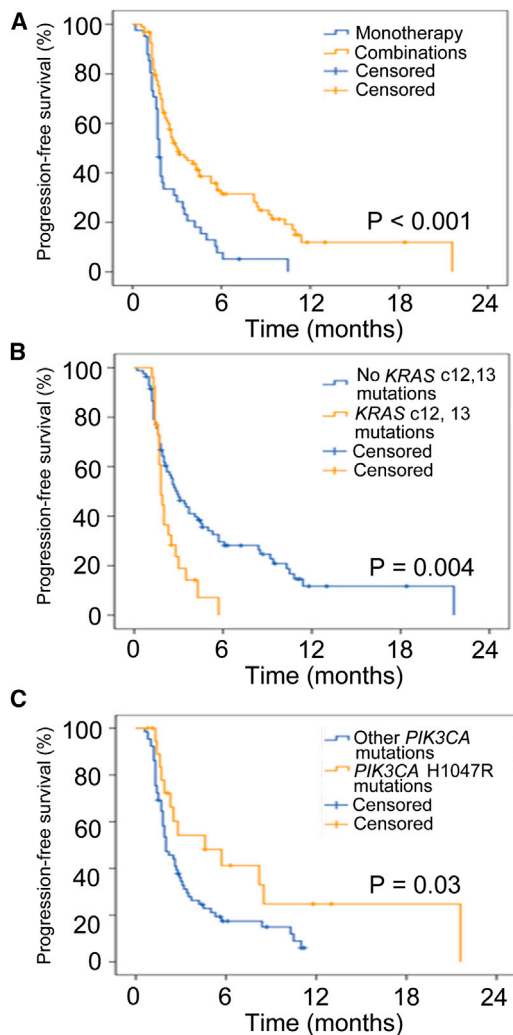 A
Progression-free survival (%)
100
80
60
40
20
0
Monotherapy
Combinations
Censored
Censored
P < 0.001
0 6 12 18 24
Time (months)
B
Progression-free survival (%)
100
80
60
40
20
0
No KRAS c12,13
mutations
KRAS c12, 13
mutations
Censored
Censored
P = 0.004
0 6 12 18 24
Time (months)
C
Progression-free survival (%)
100
80
60
40
20
0
Other PIK3CA
mutations
PIK3CA H1047R
mutations
Censored
Censored
P = 0.03
0 6 12 18 24
Time (months)